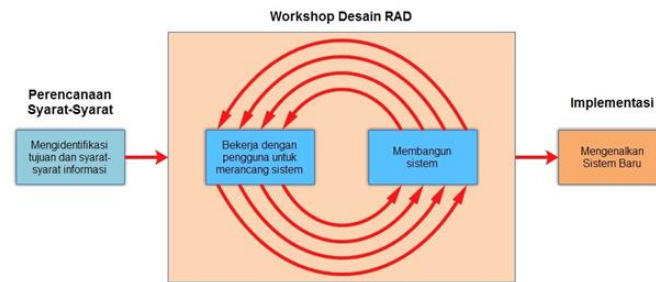 Workshop Desain RAD
Perencanaan
Syarat-Syarat
Mengidentifikasi
tujuan dan syarat-
syarat informasi
Bekerja dengan
pengguna untuk
merancang sistem
Membangun
sistem
Implementasi
Mengenalkan
Sistem Baru